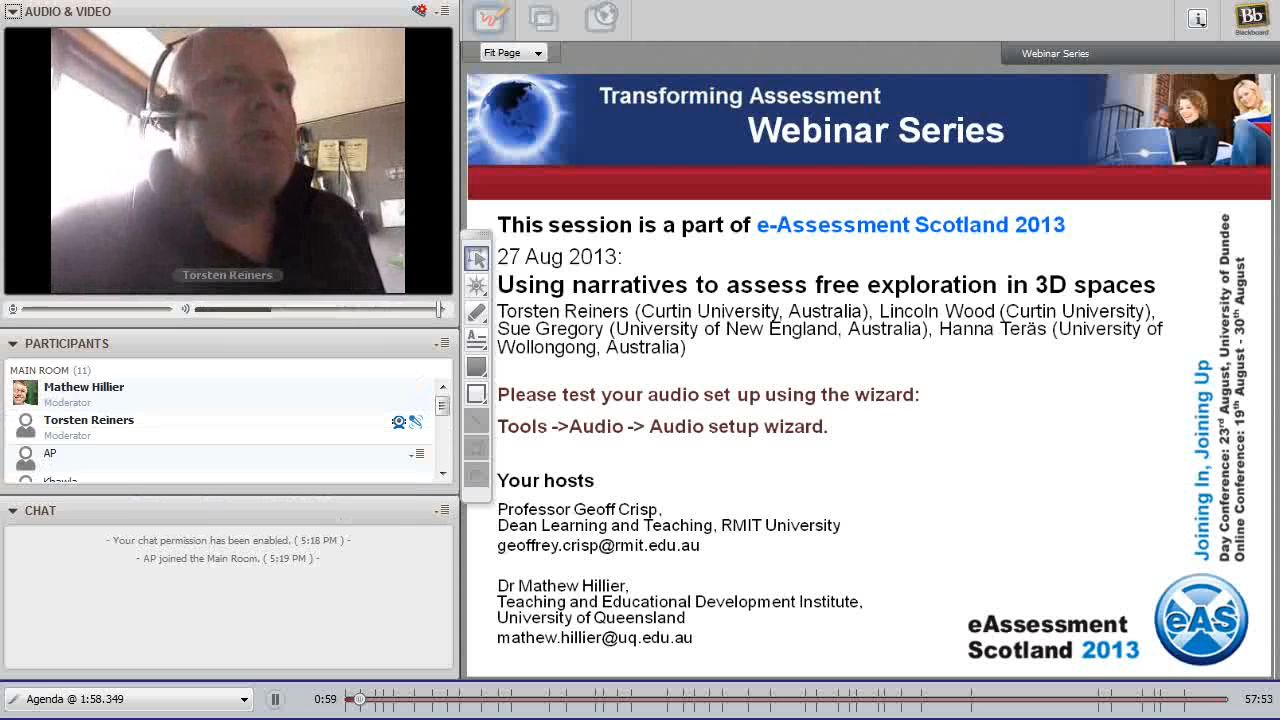 AUDIO & VIDEO
Torsten Reiners
PARTICIPANTS
MAIN ROOM (11)
Mathew Hillier
Moderator
Torsten Reiners
Moderator
AP
Khawla
CHAT
- Your chat permission has been enabled. ( 5:18 PM ) -
- AP joined the Main Room. ( 5:19 PM ) -
Fit Page
Webinar Series
Bb
Blackboard
Transforming Assessment
Webinar Series
This session is a part of e-Assessment Scotland 2013
27 Aug 2013:
Using narratives to assess free exploration in 3D spaces
Torsten Reiners (Curtin University, Australia), Lincoln Wood (Curtin University),
Sue Gregory (University of New England, Australia), Hanna Teräs (University of
Wollongong, Australia)
Please test your audio set up using the wizard:
Tools ->Audio -> Audio setup wizard.
Your hosts
Professor Geoff Crisp,
Dean Learning and Teaching, RMIT University
geoffrey.crisp@rmit.edu.au
Dr Mathew Hillier,
Teaching and Educational Development Institute,
University of Queensland
mathew.hillier@uq.edu.au
Joining In, Joining Up
Day Conference: 23rd August, University of Dundee
Online Conference: 19th August - 30th August
eAssessment
Scotland 2013
eAS
Agenda @ 1:58.349
0:59
57:53